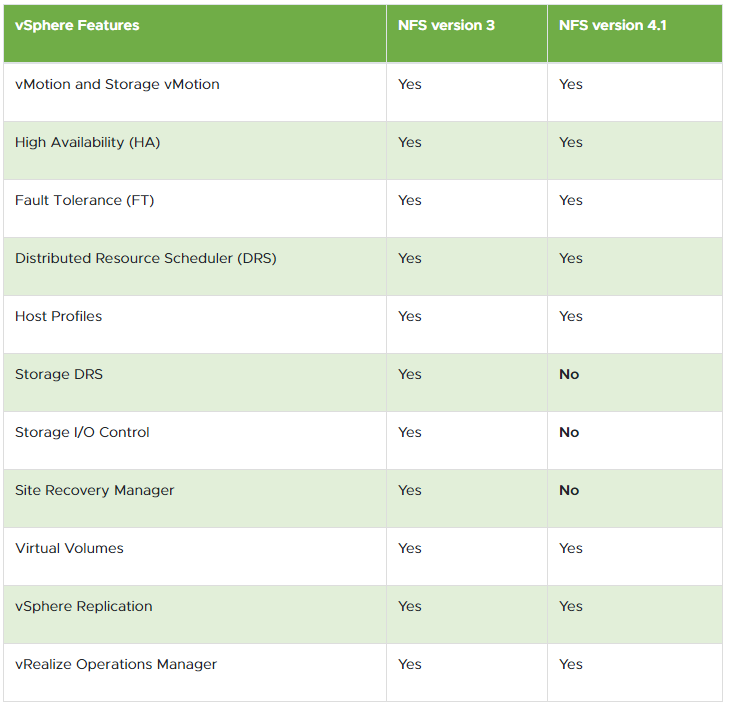 vSphere Features NFS version 3 NFS version 4.1
vMotion and Storage vMotion Yes Yes
High Availability (HA) Yes Yes
Fault Tolerance (FT) Yes Yes
Distributed Resource Scheduler (DRS) Yes Yes
Host Profiles Yes Yes
Storage DRS Yes No
Storage I/O Control Yes No
Site Recovery Manager Yes No
Virtual Volumes Yes Yes
vSphere Replication Yes Yes
vRealize Operations Manager Yes Yes